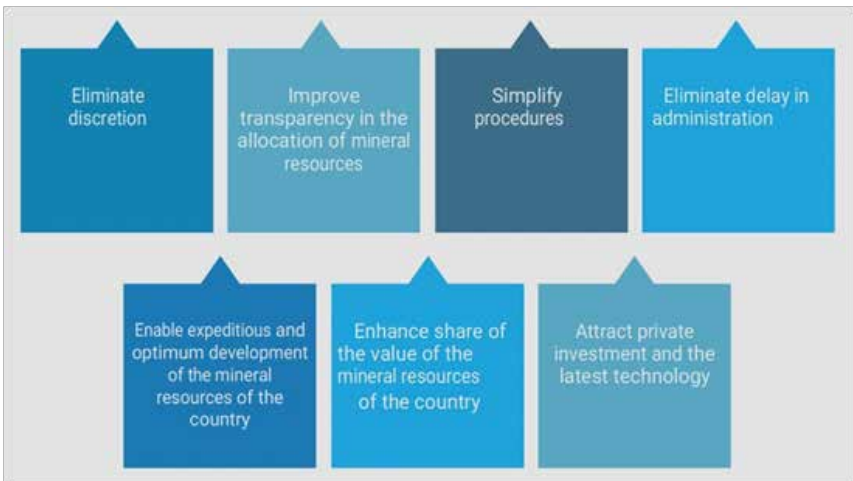 Eliminate
discretion
Improve
transparency in the
allocation of mineral
resources
Simplify
procedures
Eliminate delay in
administration
Enable expeditious and
optimum development
of the mineral
resources of the
country
Enhance share of
the value of the
mineral resources
of the country
Attract private
investment and the
latest technology